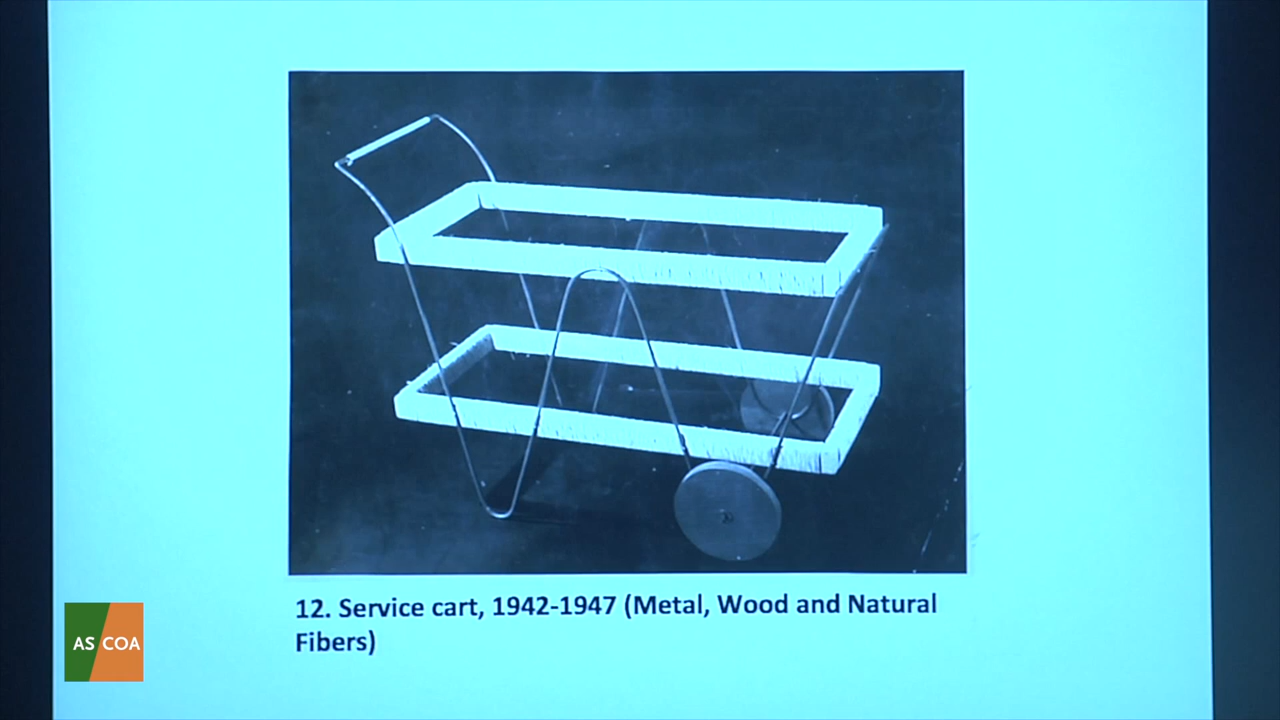 12. Service cart, 1942-1947 (Metal, Wood and Natural
Fibers)
AS COA